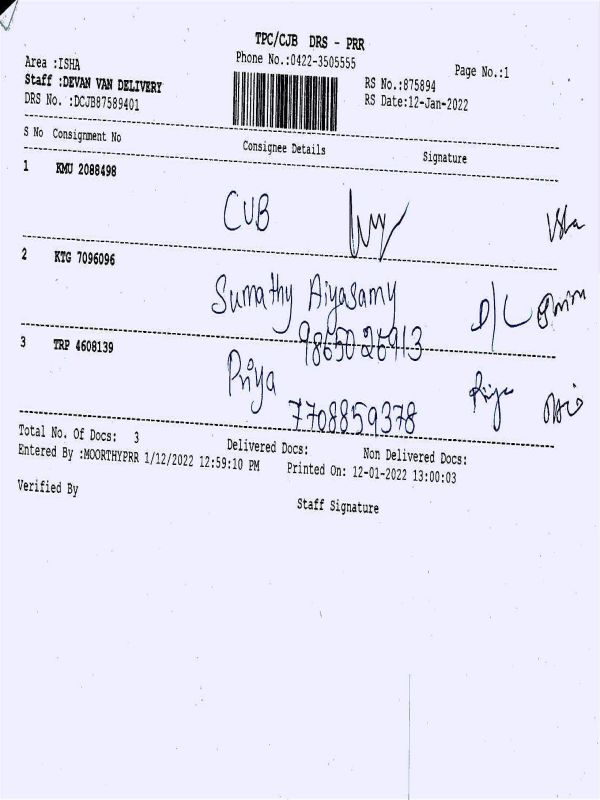 TPC/CJB DRS - PRR
Area :ISHA Phone No.:0422-3505555 Page No.:1
Staff :DEVAN VAN DELIVERY RS No.:875894
DRS No. :DCJB87589401 RS Date:12-Jan-2022
S No Consignment No Consignee Details Signature
1 KMU 2088498
CUB
2 KTG 7096096
Sumathy Aiyasamy D/L
9865026913
3 TRP 4608139
Priya Priya
7708859378
Total No. Of Docs: 3 Delivered Docs: Non Delivered Docs:
Entered By :MOORTHYPRR 1/12/2022 12:59:10 PM Printed On: 12-01-2022 13:00:03
Verified By Staff Signature